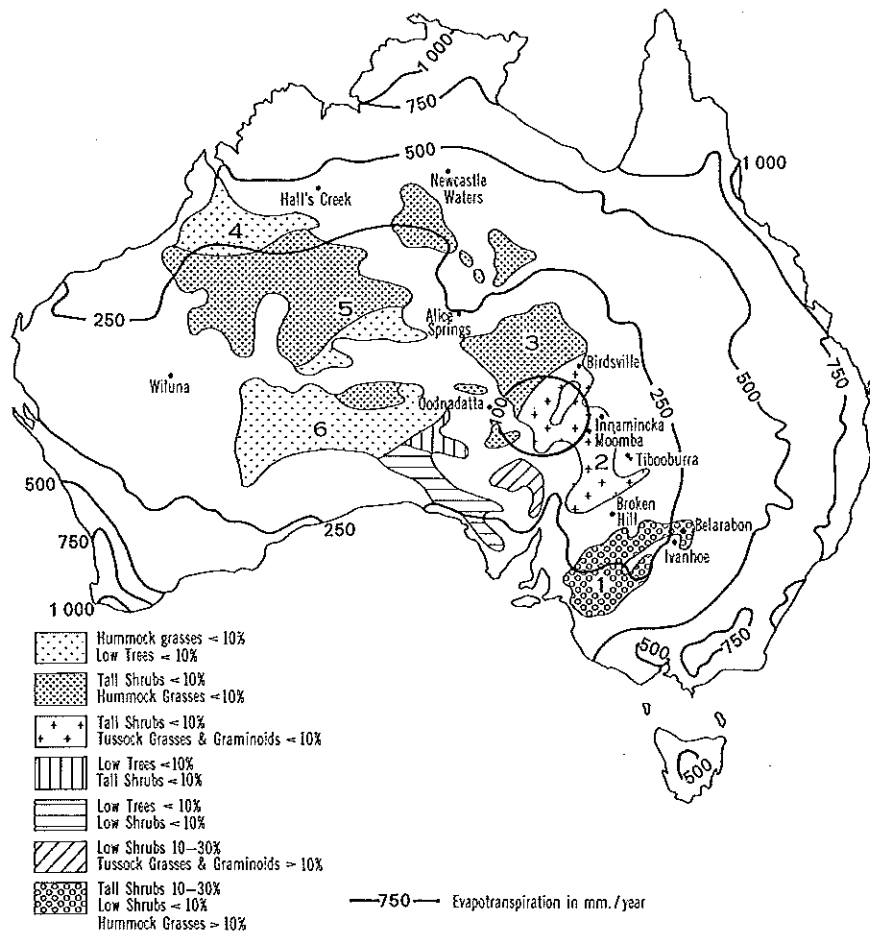 1 000
750
500
1 000
Hall's Creek
Newcastle
Waters
4
5
250
Alice
Springs
3
Birdsville
Wiluna
Oodnadatta
100
250
500
750
Innamincka
Moomba
6
2
Tibooburra
500
Broken
Hill
Belarabon
750
250
Ivanhoe
1
1 000
500
750
500
Hummock grasses < 10%
Low Trees < 10%
Tall Shrubs < 10%
Hummock Grasses < 10%
Tall Shrubs < 10%
Tussock Grasses & Graminoids < 10%
Low Trees < 10%
Tall Shrubs < 10%
Low Trees < 10%
Low Shrubs < 10%
Low Shrubs 10–30%
Tussock Grasses & Graminoids > 10%
Tall Shrubs 10–30%
Low Shrubs < 10%
Hummock Grasses > 10%
750 Evapotranspiration in mm./year